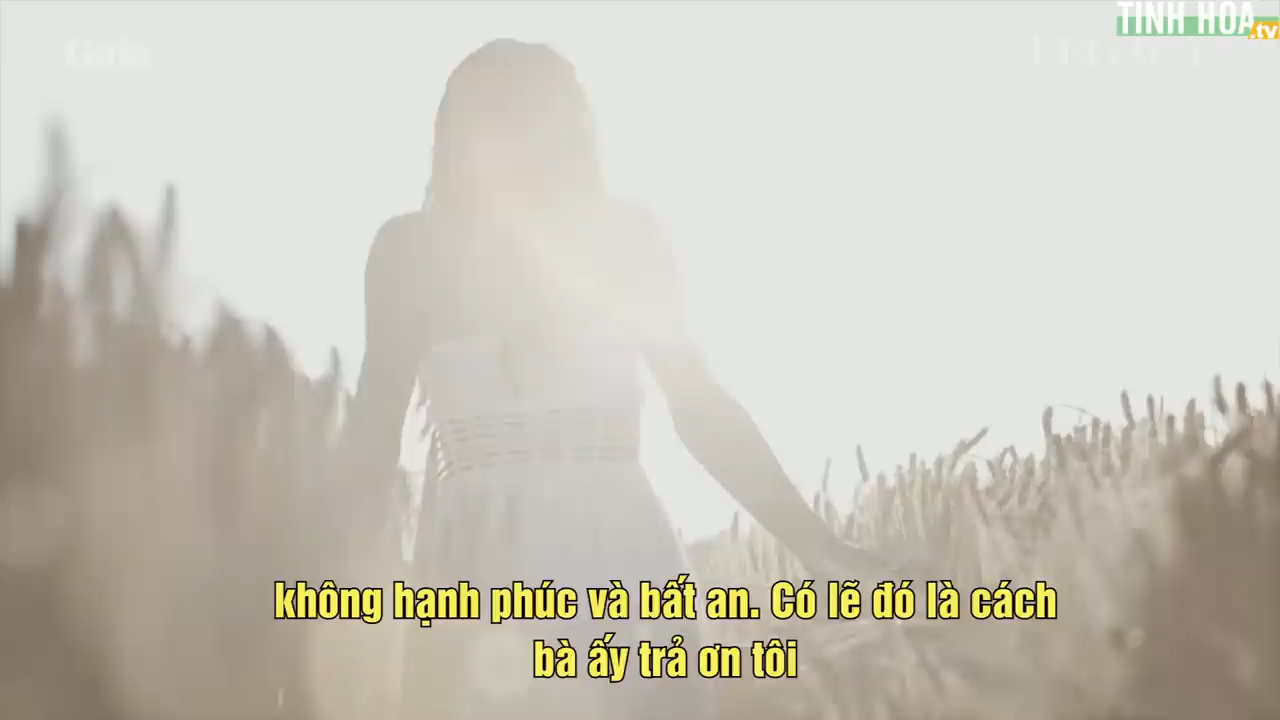 TINH HOA
.tv
không hạnh phúc và bất an. Có lẽ đó là cách
bà ấy trả ơn tôi